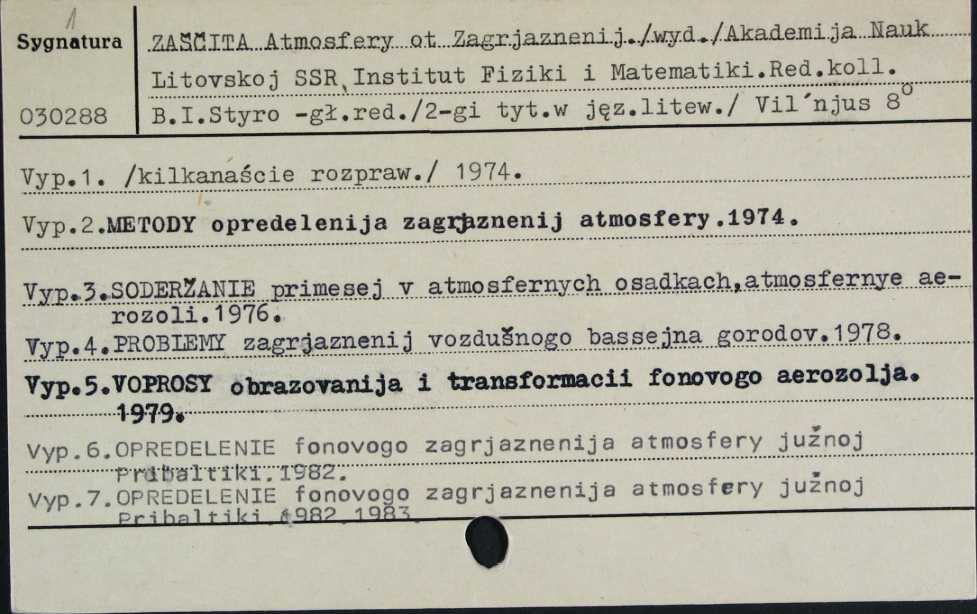 1
Sygnatura
ZAŠČITA Atmosfery ot Zagrjaznenij./wyd./Akademija Nauk
Litovskoj SSR, Institut Fiziki i Matematiki.Red.koll.
030288
B.I.Styro -gł.red./2-gi tyt.w jęz.litew./ Vil´njus 8°
Vyp.1. /kilkanaście rozpraw./ 1974.
Vyp.2.METODY opredelenija zagrjaznenij atmosfery.1974.
Vyp.3.SODERŽANIE primesej v atmosfernych osadkach,atmosfernye ae-
rozoli.1976.
Vyp.4.PROBLEMY zagrjaznenij vozdušnogo bassejna gorodov.1978.
Vyp.5.VOPROSY obrazovanija i transformacii fonovogo aerozolja.
1979.
Vyp.6.OPREDELENIE fonovogo zagrjaznenija atmosfery južnoj
Pribaltiki.1982.
Vyp.7.OPREDELENIE fonovogo zagrjaznenija atmosfery južnoj
Pribaltiki 1982 1983